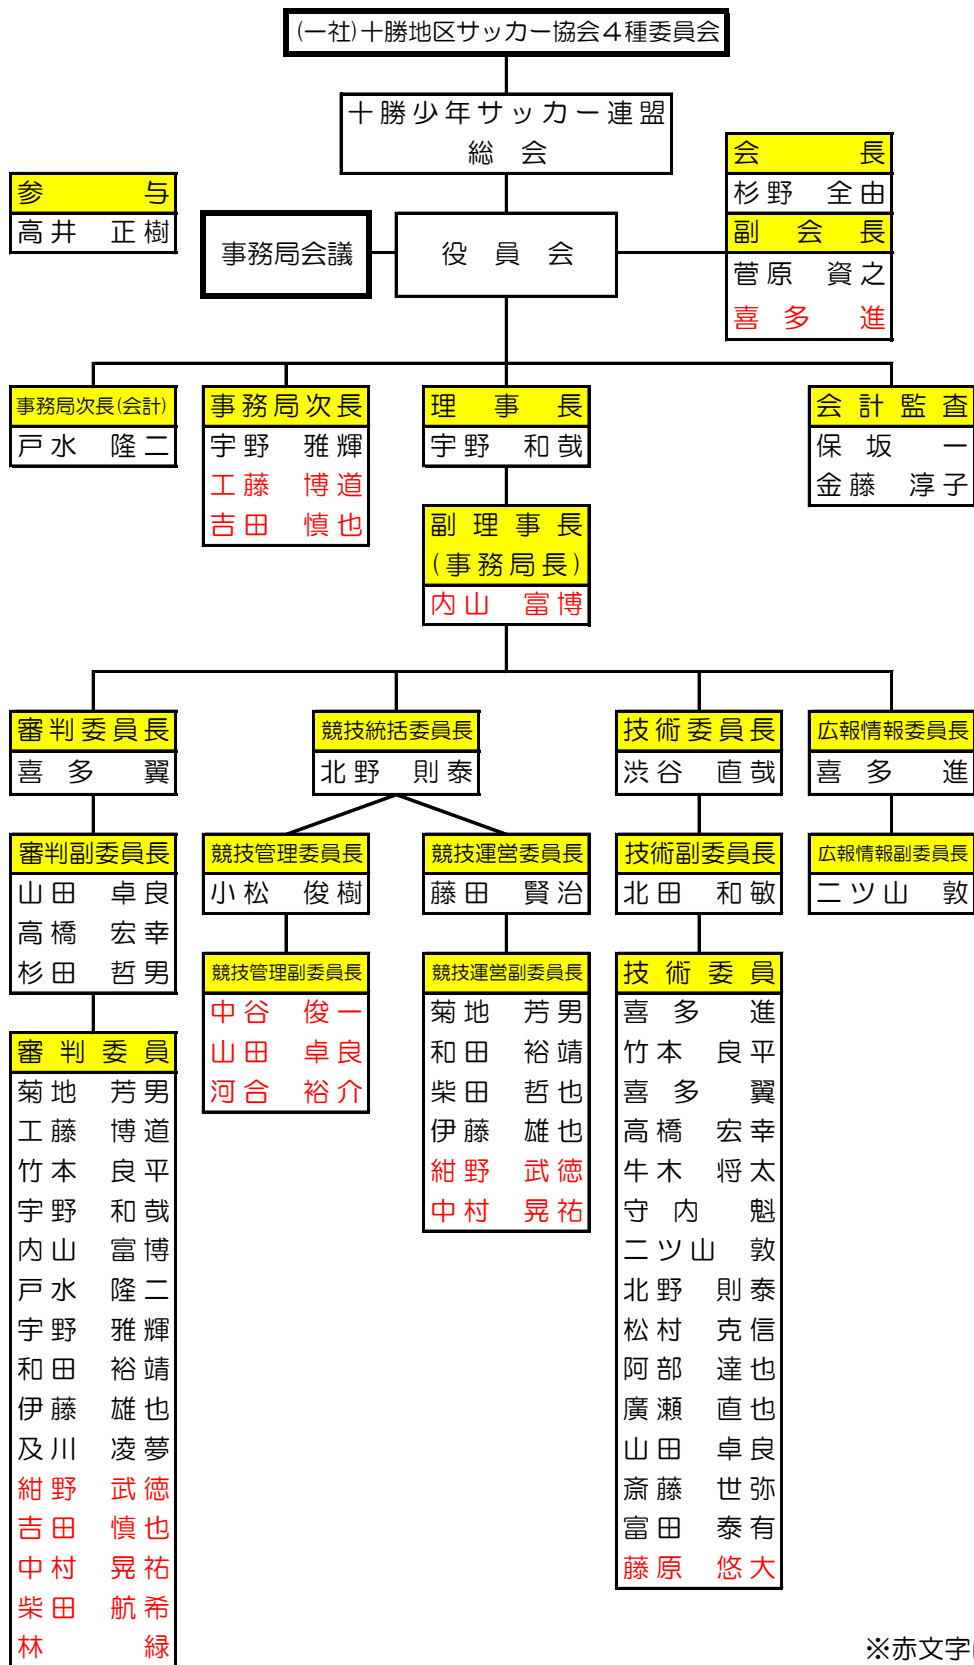 (一社)十勝地区サッカー協会４種委員会
十勝少年サッカー連盟
総　会
会　長
杉野　全由
副会長
菅原　資之
喜多　進
参　与
高井　正樹
事務局会議
役員会
事務局次長(会計)
戸水　隆二
事務局次長
宇野　雅輝
工藤　博道
吉田　慎也
理事長
宇野　和哉
会計監査
保坂　一
金藤　淳子
副理事長
(事務局長)
内山　富博
審判委員長
喜多　翼
競技統括委員長
北野　則泰
技術委員長
渋谷　直哉
広報情報委員長
喜多　進
審判副委員長
山田　卓良
高橋　宏幸
杉田　哲男
競技管理委員長
小松　俊樹
競技運営委員長
藤田　賢治
技術副委員長
北田　和敏
広報情報副委員長
二ツ山　敦
競技管理副委員長
中谷　俊一
山田　卓良
河合　裕介
競技運営副委員長
菊地　芳男
和田　裕靖
柴田　哲也
伊藤　雄也
紺野　武徳
中村　晃祐
技術委員
喜多　進
竹本　良平
喜多　翼
高橋　宏幸
牛木　将太
守内　魁
二ツ山　敦
北野　則泰
松村　克信
阿部　達也
廣瀬　直也
山田　卓良
斎藤　世弥
富田　泰有
藤原　悠大
審判委員
菊地　芳男
工藤　博道
竹本　良平
宇野　和哉
内山　富博
戸水　隆二
宇野　雅輝
和田　裕靖
伊藤　雄也
及川　凌夢
紺野　武徳
吉田　慎也
中村　晃祐
柴田　航希
林　緑
※赤文字